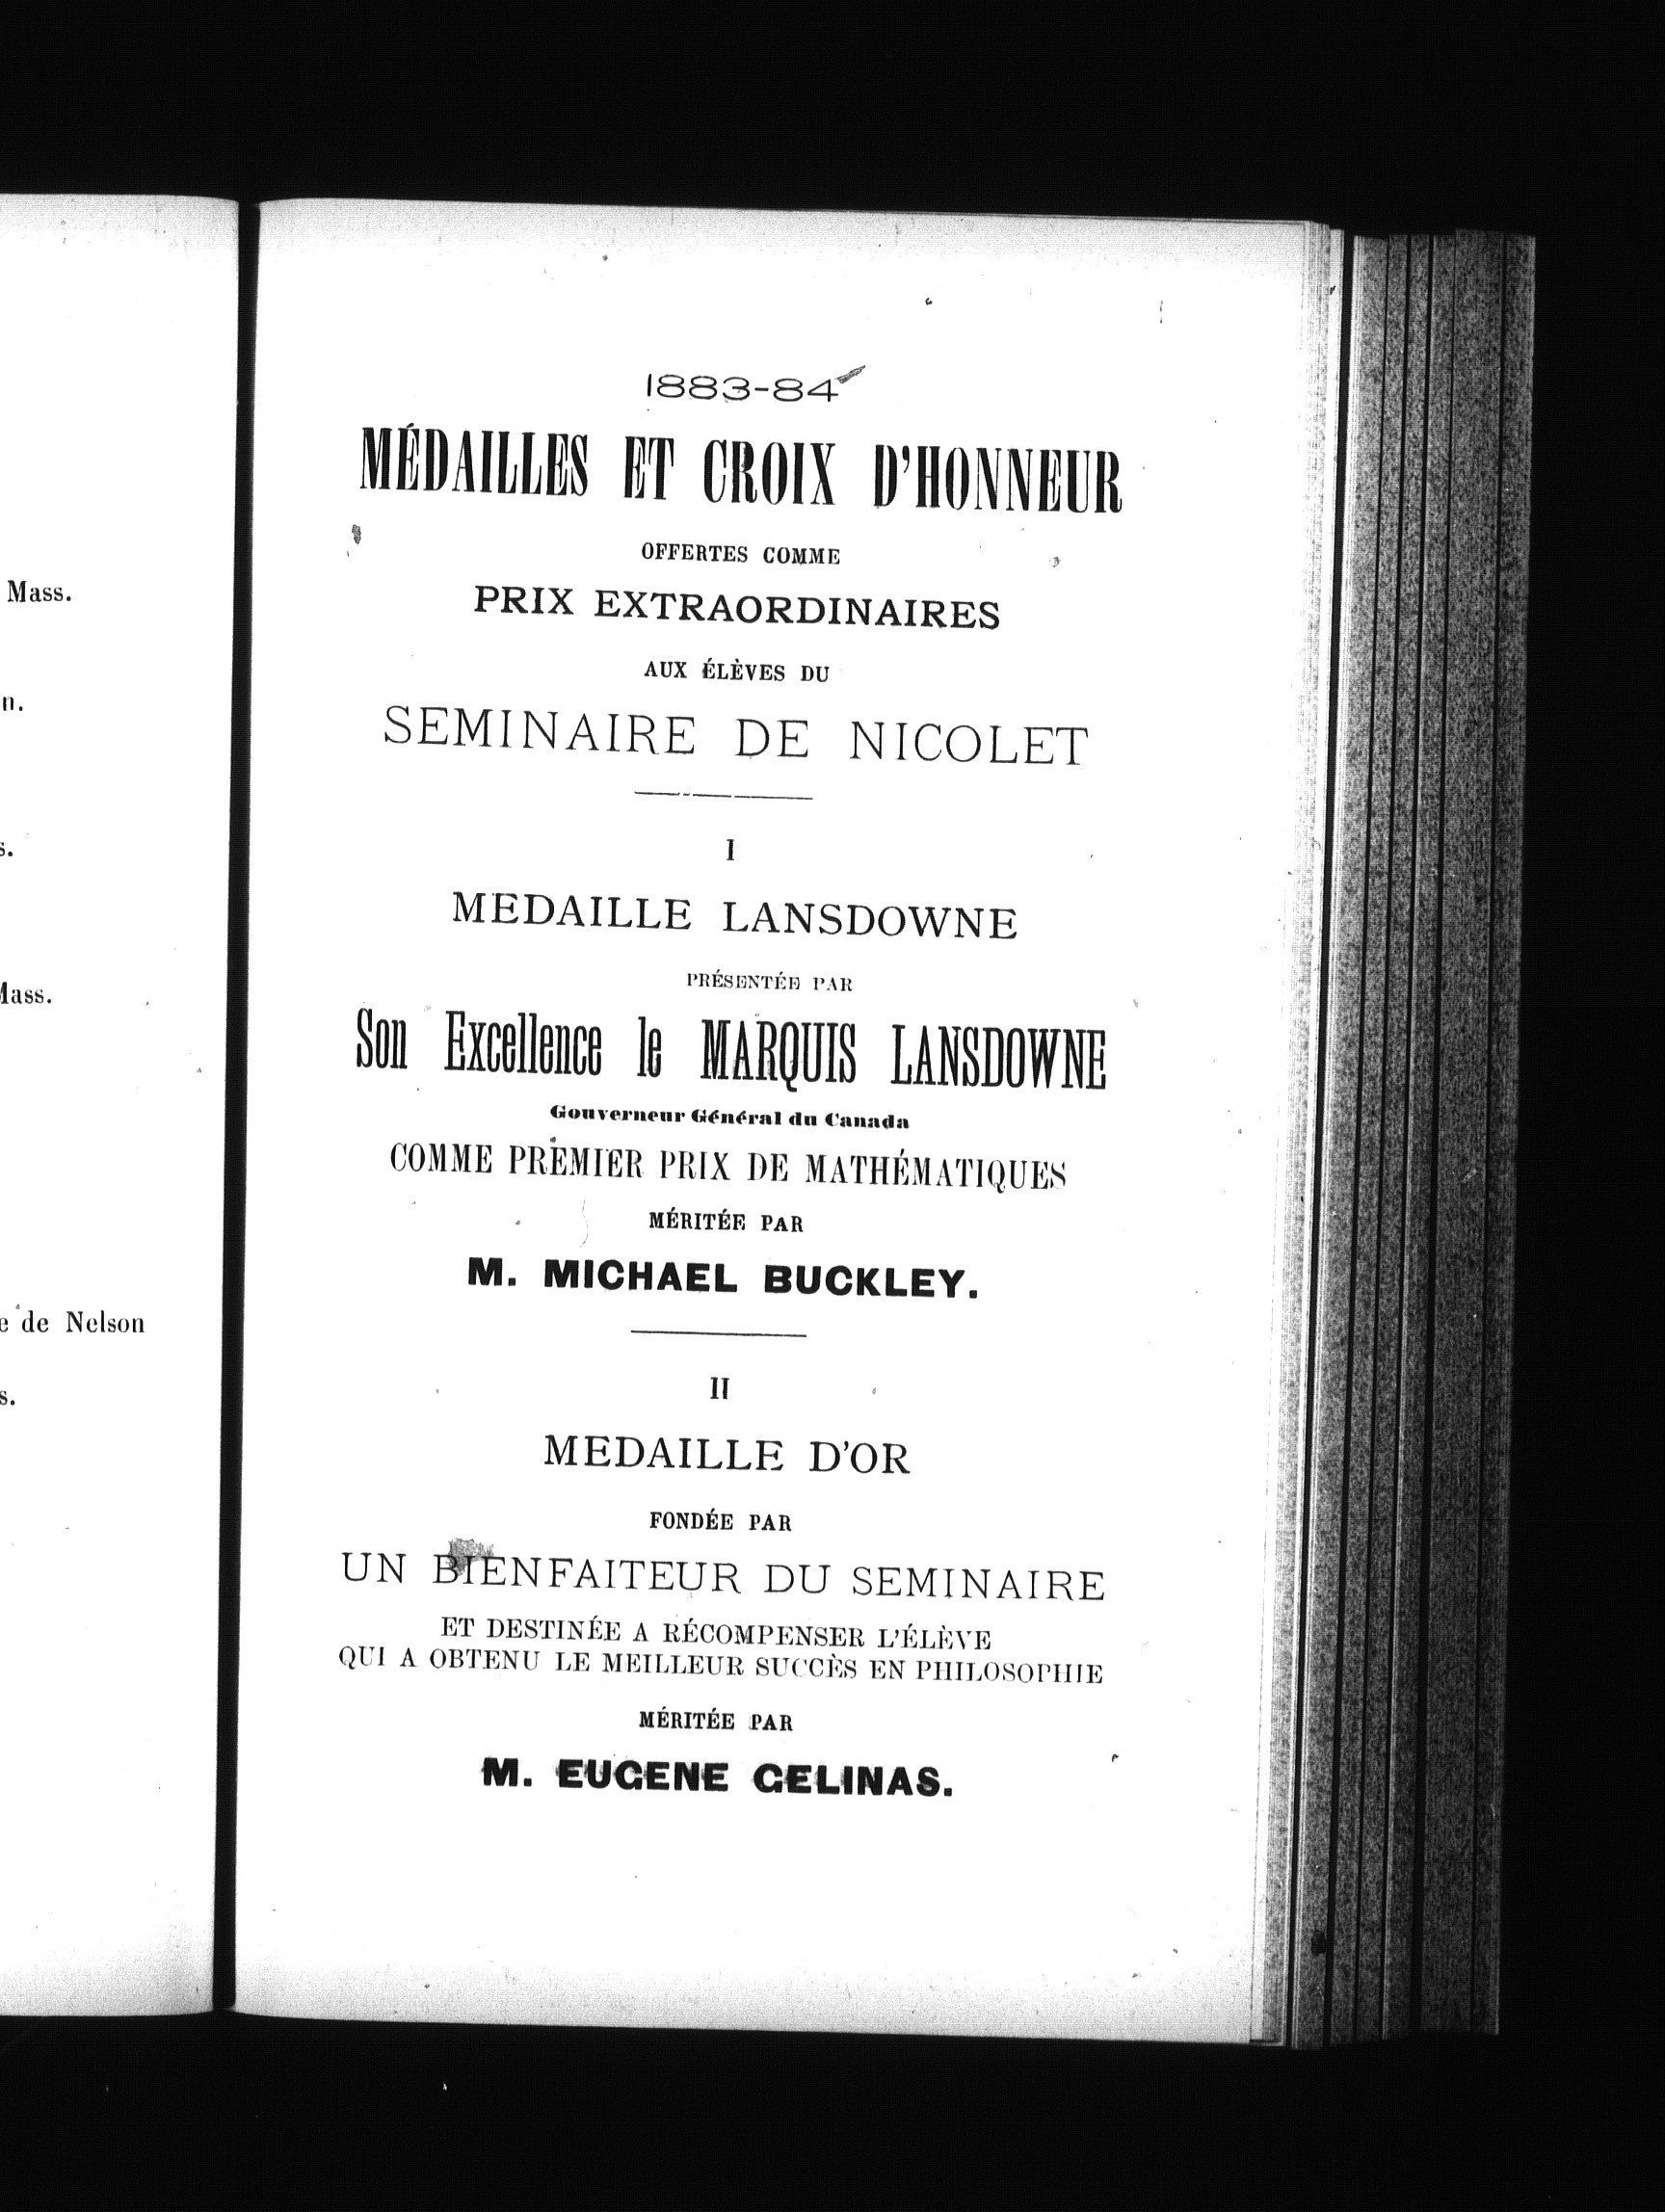 Mass.
n.
s.
Mass.
e de Nelson
s.
1883-84
MÉDAILLES ET CROIX D'HONNEUR
OFFERTES COMME
PRIX EXTRAORDINAIRES
AUX ÉLÈVES DU
SEMINAIRE DE NICOLET
I
MEDAILLE LANSDOWNE
PRÉSENTÉE PAR
Son Excellence le MARQUIS LANSDOWNE
Gouverneur Général du Canada
COMME PREMIER PRIX DE MATHÉMATIQUES
MÉRITÉE PAR
M. MICHAEL BUCKLEY.
II
MEDAILLE D'OR
FONDÉE PAR
UN BIENFAITEUR DU SEMINAIRE
ET DESTINÉE A RÉCOMPENSER L'ÉLÈVE
QUI A OBTENU LE MEILLEUR SUCCÈS EN PHILOSOPHIE
MÉRITÉE PAR
M. EUGENE GELINAS.